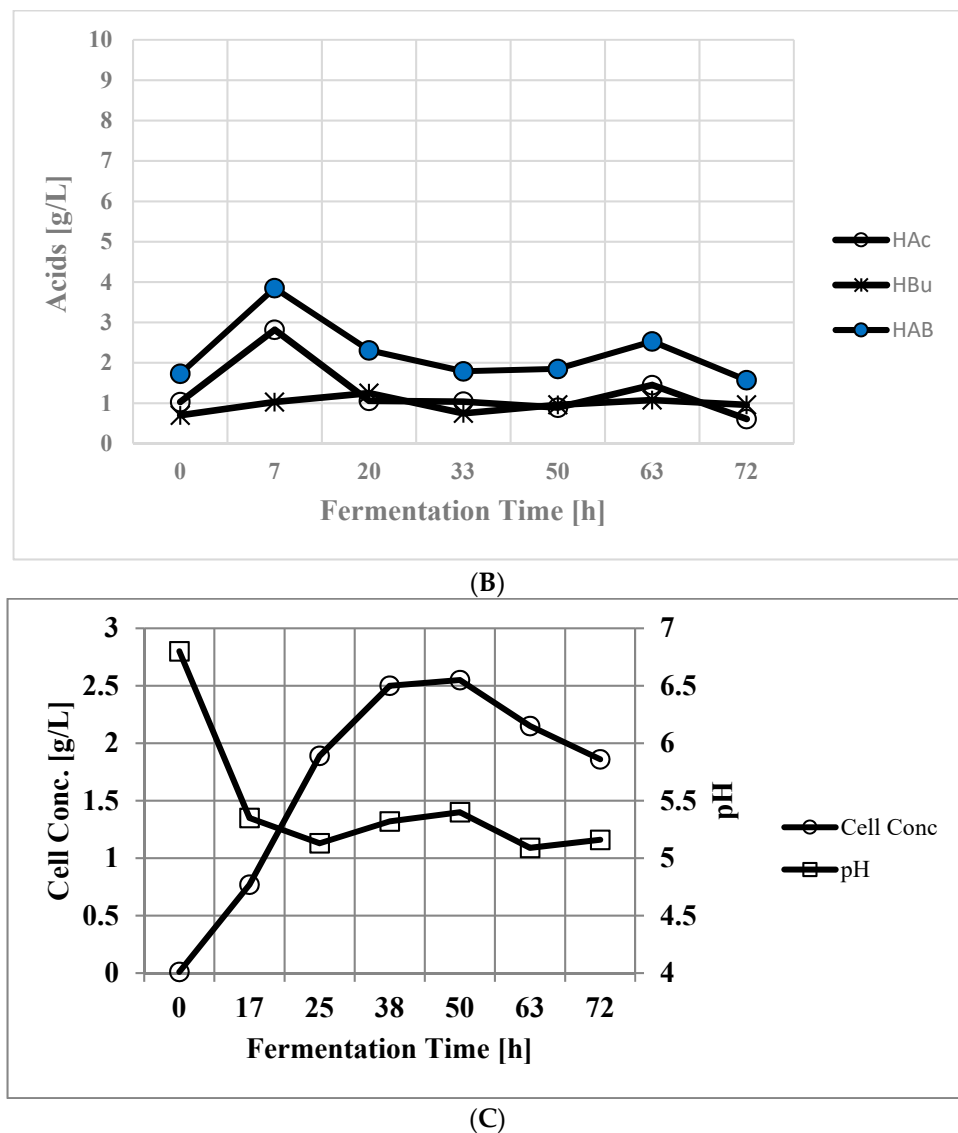 10
9
8
7
6
5
4
3
2
1
0
Acids [g/L]
0 7 20 33 50 63 72
Fermentation Time [h]
HAc
HBu
HAB
(B)
3
2.5
2
1.5
1
0.5
0
Cell Conc. [g/L]
7
6.5
6
5.5
5
4.5
4
pH
0 17 25 38 50 63 72
Fermentation Time [h]
Cell Conc
pH
(C)